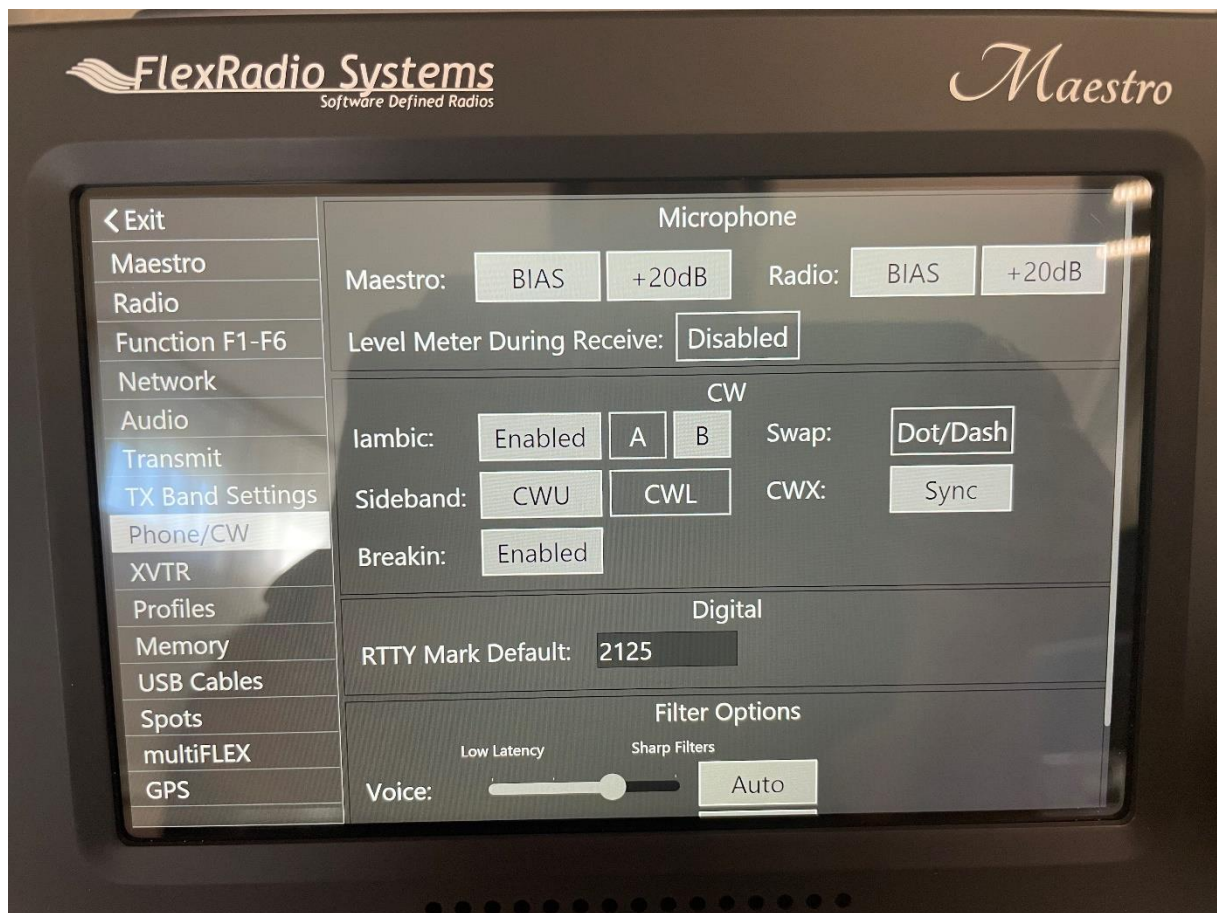 FlexRadio Systems
Software Defined Radios
Maestro
Exit
Maestro
Radio
Function F1-F6
Network
Audio
Transmit
TX Band Settings
Phone/CW
XVTR
Profiles
Memory
USB Cables
Spots
multiFLEX
GPS
Microphone
Maestro: BIAS +20dB Radio: BIAS +20dB
Level Meter During Receive: Disabled
CW
Iambic: Enabled A B Swap: Dot/Dash
Sideband: CWU CWL CWX: Sync
Breakin: Enabled
Digital
RTTY Mark Default: 2125
Filter Options
Low Latency Sharp Filters
Voice: Auto